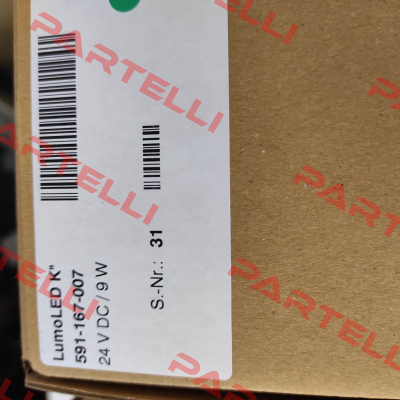 LumoLED K"
591-167-007
24 V DC / 9 W
S.-Nr.: 31
PARTELLI
PARTELLI
PARTELLI
PARTELLI
PARTELLI